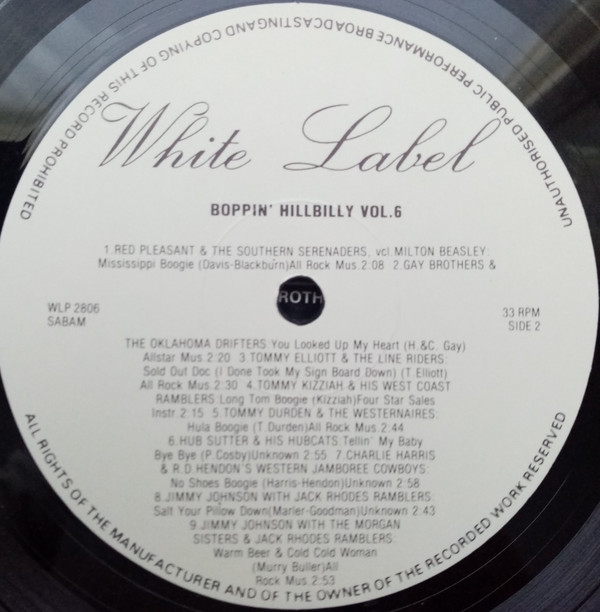 UNAUTHORISED PUBLIC PERFORMANCE BROADCASTING AND COPYING OF THIS RECORD PROHIBITED
White Label
BOPPIN' HILLBILLY VOL.6
1.RED PLEASANT & THE SOUTHERN SERENADERS, vcl.MILTON BEASLEY:
Mississippi Boogie (Davis-Blackburn)All Rock Mus.2:08 2.GAY BROTHERS &
ROTH
WLP 2806
SABAM
33 RPM
SIDE 2
THE OKLAHOMA DRIFTERS:You Looked Up My Heart (H.&C. Gay)
Allstar Mus.2:20 3.TOMMY ELLIOTT & THE LINE RIDERS:
Sold Out Doc (I Done Took My Sign Board Down) (T.Elliott)
All Rock Mus.2:30 4.TOMMY KIZZIAH & HIS WEST COAST
RAMBLERS:Long Tom Boogie (Kizziah)Four Star Sales
Instr 2:15 5.TOMMY DURDEN & THE WESTERNAIRES:
Hula Boogie (T.Durden)All Rock Mus.2:44
6.HUB SUTTER & HIS HUBCATS:Tellin' My Baby
Bye Bye (P.Cosby)Unknown 2:55 7.CHARLIE HARRIS
& R.D.HENDON'S WESTERN JAMBOREE COWBOYS:
No Shoes Boogie (Harris-Hendon)Unknown 2:58
8.JIMMY JOHNSON WITH JACK RHODES RAMBLERS
Salt Your Pillow Down(Marler-Goodman)Unknown 2:43
9.JIMMY JOHNSON WITH THE MORGAN
SISTERS & JACK RHODES RAMBLERS:
Warm Beer & Cold Cold Woman
(Murry Buller)All
Rock Mus.2:53
ALL RIGHTS OF THE MANUFACTURER AND OF THE OWNER OF THE RECORDED WORK RESERVED